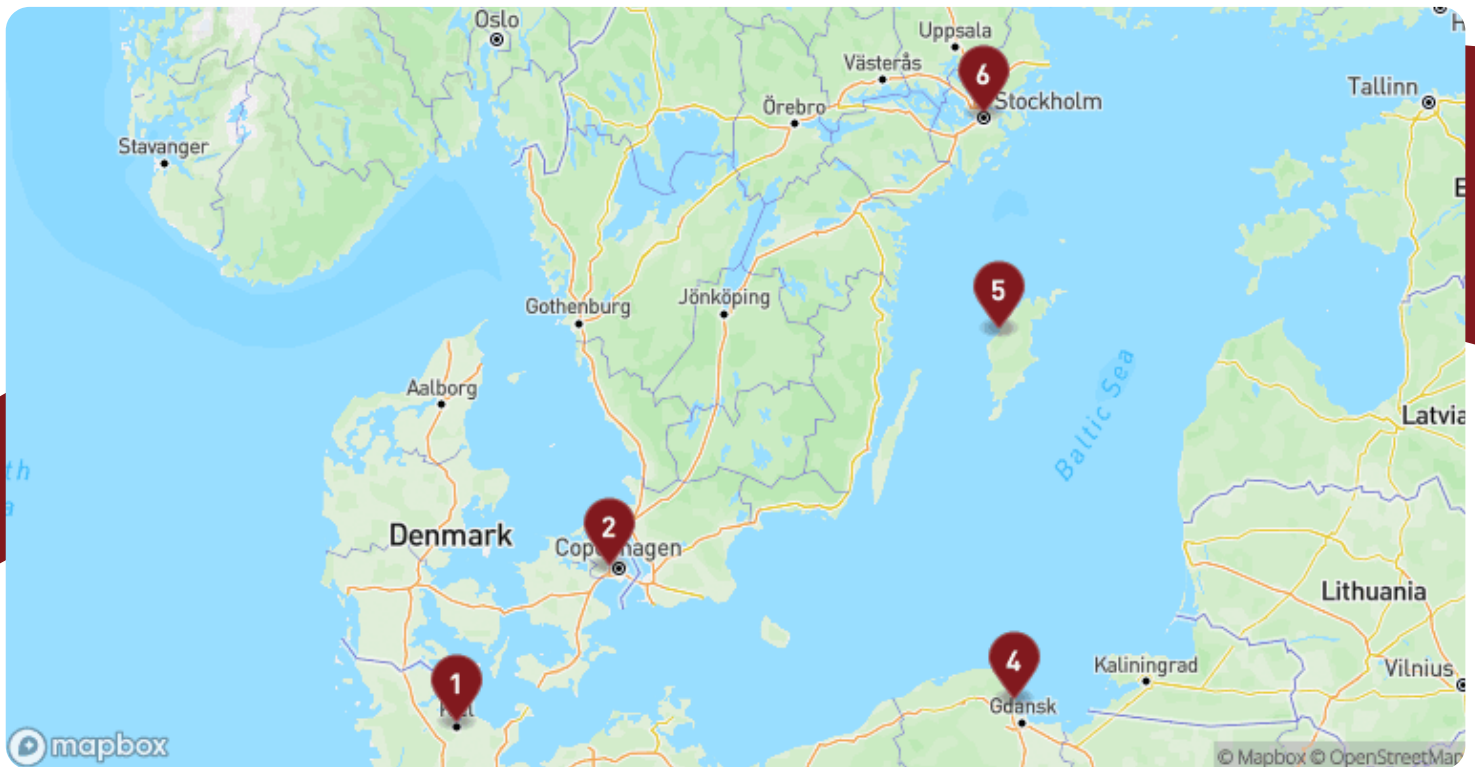 Oslo
Uppsala
6
Västerås
Stockholm
Tallinn
Örebro
Stavanger
5
Jönköping
Gothenburg
Baltic Sea
Aalborg
Latvia
th
a
2
Denmark
Copenhagen
Lithuania
4
Kaliningrad
Vilnius
1
Gdansk
mapbox
© Mapbox © OpenStreetMap